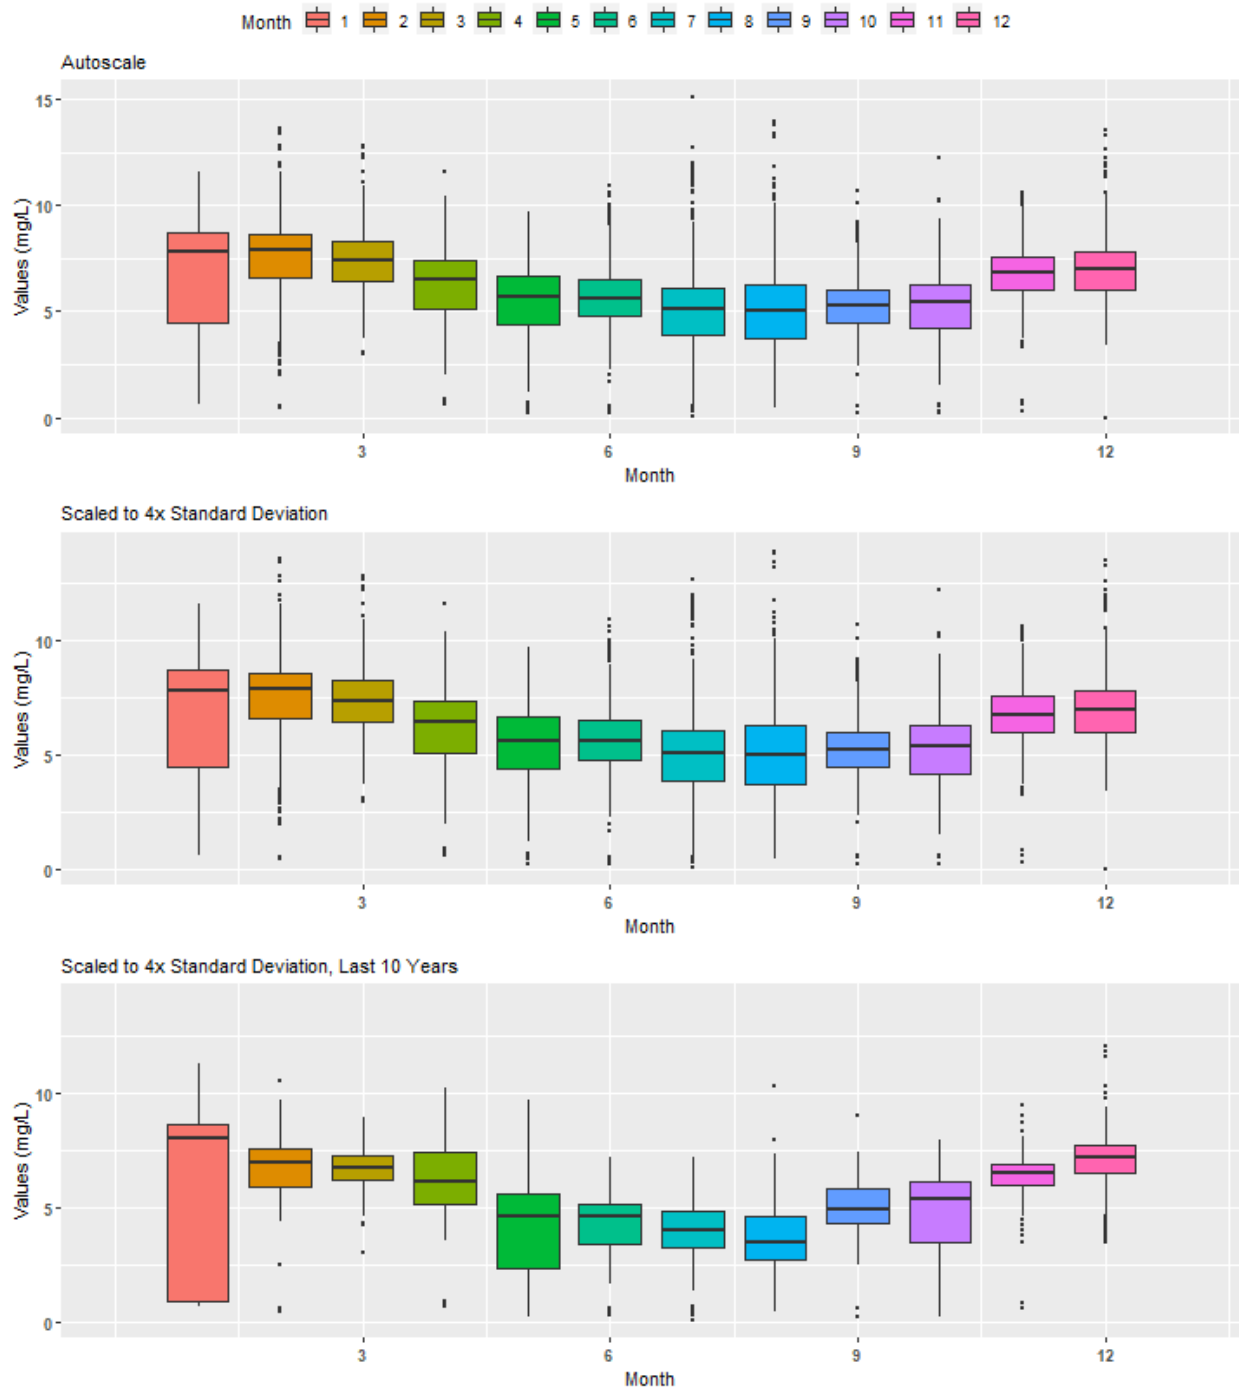 Month 1 2 3 4 5 6 7 8 9 10 11 12
Autoscale
Values (mg/L)
15
10
5
0
3 6 9 12
Month
Scaled to 4x Standard Deviation
Values (mg/L)
10
5
0
3 6 9 12
Month
Scaled to 4x Standard Deviation, Last 10 Years
Values (mg/L)
10
5
0
3 6 9 12
Month